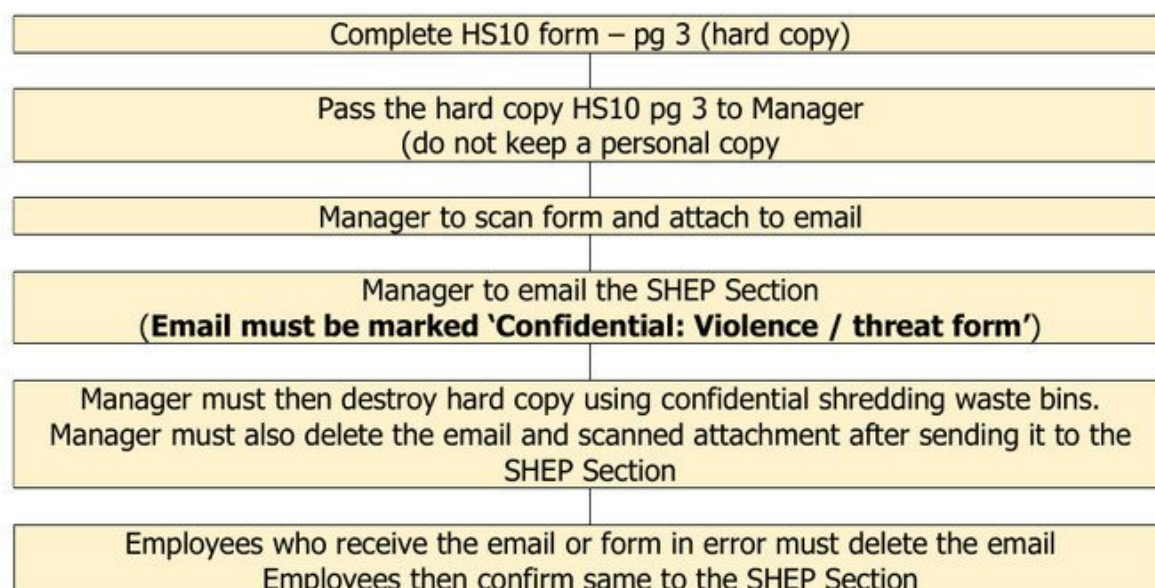 Complete HS10 form – pg 3 (hard copy)
Pass the hard copy HS10 pg 3 to Manager
(do not keep a personal copy
Manager to scan form and attach to email
Manager to email the SHEP Section
(Email must be marked ‘Confidential: Violence / threat form’)
Manager must then destroy hard copy using confidential shredding waste bins.
Manager must also delete the email and scanned attachment after sending it to the
SHEP Section
Employees who receive the email or form in error must delete the email
Employees then confirm same to the SHEP Section